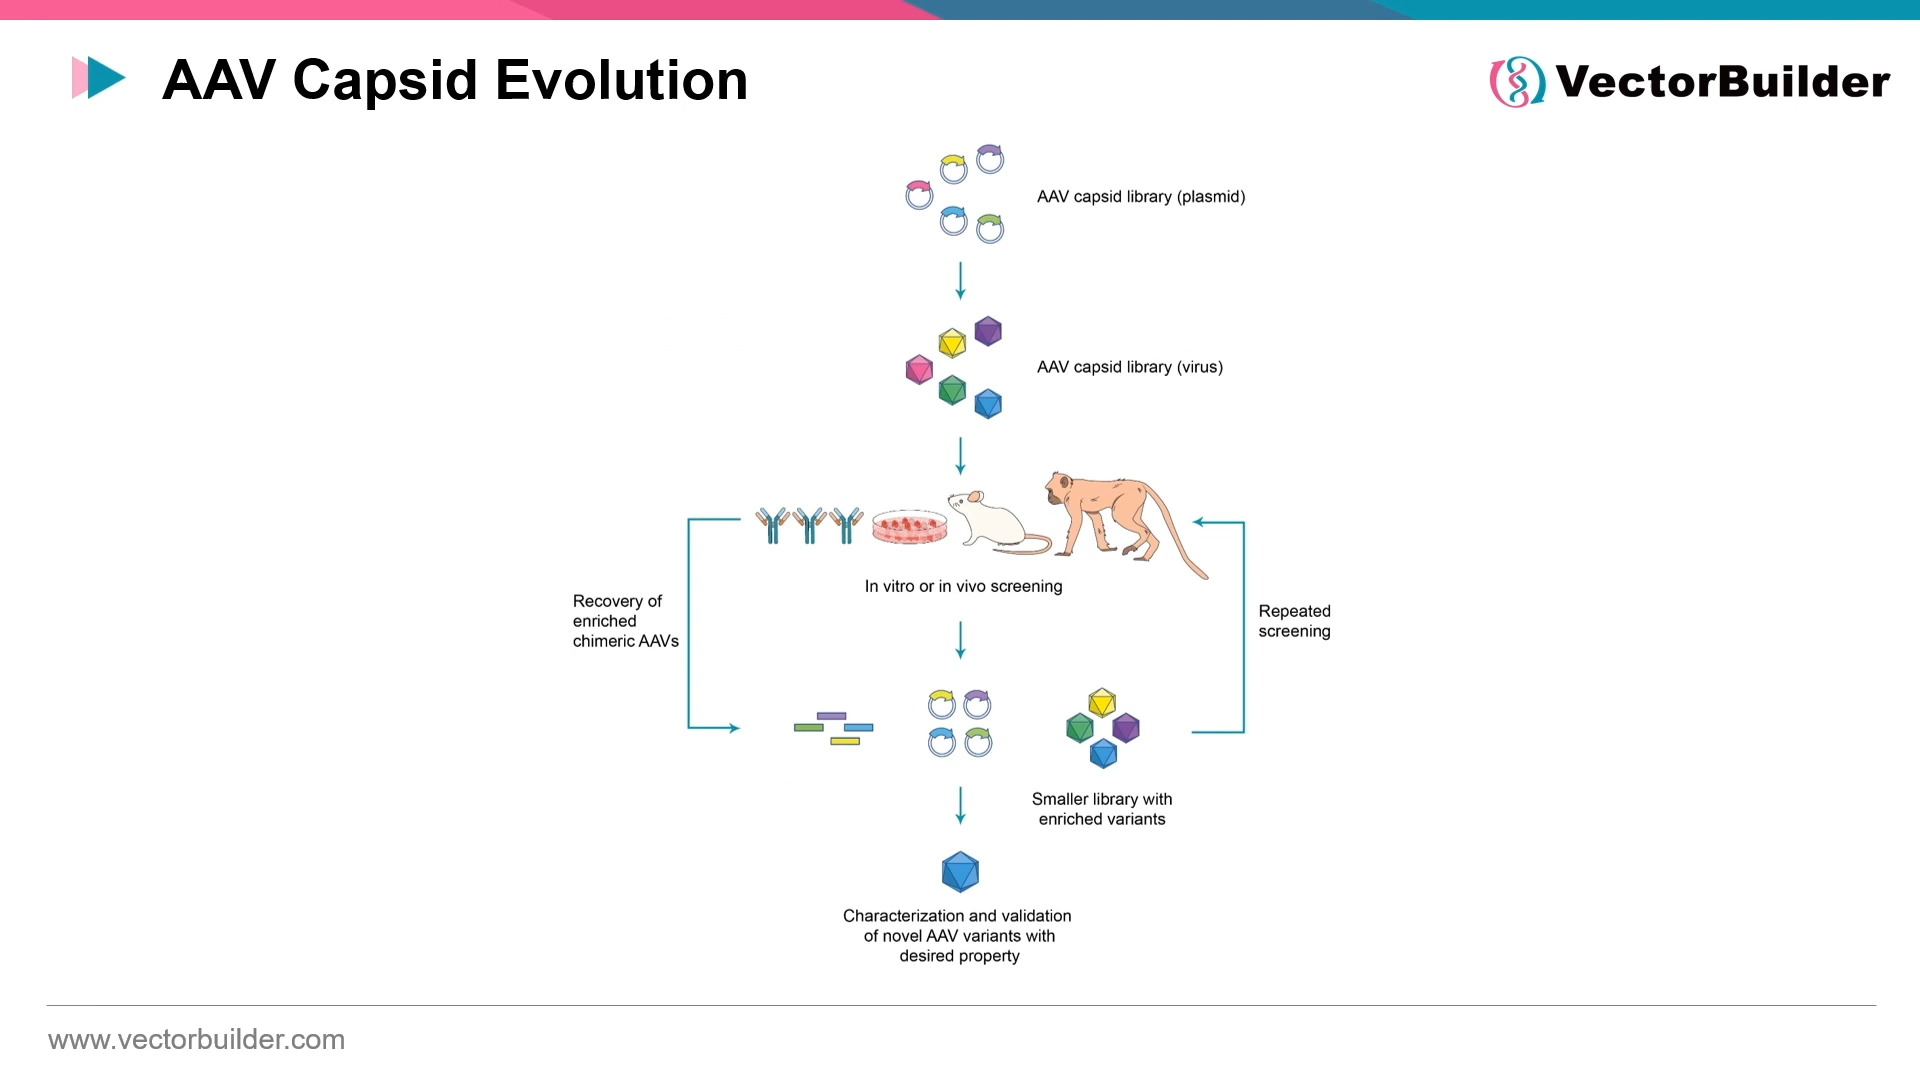 AAV Capsid Evolution
VectorBuilder
AAV capsid library (plasmid)
AAV capsid library (virus)
In vitro or in vivo screening
Recovery of
enriched
chimeric AAVs
Repeated
screening
Smaller library with
enriched variants
Characterization and validation
of novel AAV variants with
desired property
www.vectorbuilder.com